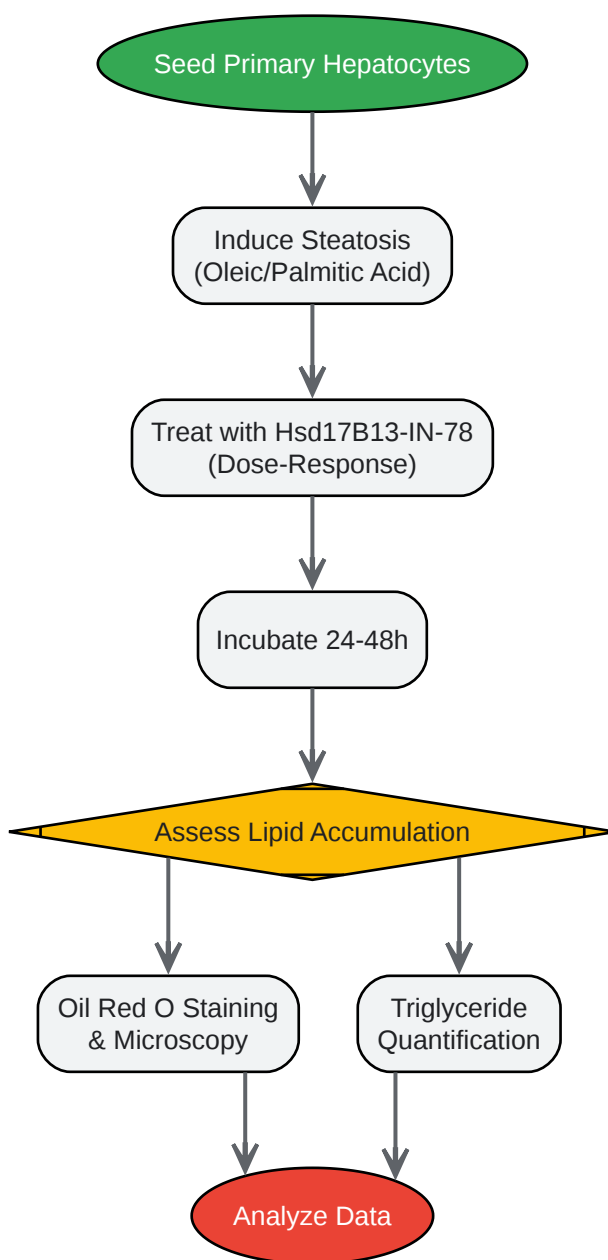 Seed Primary Hepatocytes
Induce Steatosis
(Oleic/Palmitic Acid)
Treat with Hsd17B13-IN-78
(Dose-Response)
Incubate 24-48h
Assess Lipid Accumulation
Oil Red O Staining
& Microscopy
Triglyceride
Quantification
Analyze Data